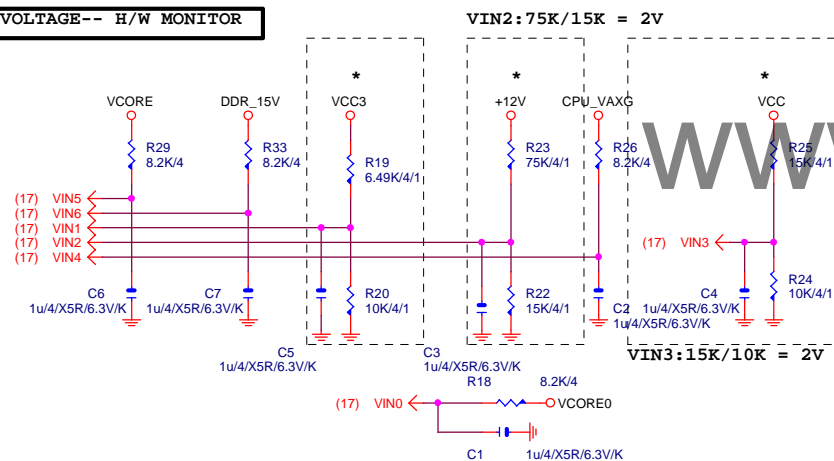 VOLTAGE-- H/W MONITOR
VIN2:75K/15K = 2V
*
*
*
VCORE
DDR_15V
VCC3
+12V
CPU_VAXG
VCC
WW
R29
8.2K/4
R33
8.2K/4
R19
6.49K/4/1
R23
75K/4/1
R26
8.2K/4
R25
15K/4/1
(17) VIN5
(17) VIN6
(17) VIN1
(17) VIN2
(17) VIN4
(17) VIN3
C6
1u/4/X5R/6.3V/K
C7
1u/4/X5R/6.3V/K
R20
10K/4/1
R22
15K/4/1
C2
1u/4/X5R/6.3V/K
C4
1u/4/X5R/6.3V/K
R24
10K/4/1
C5
1u/4/X5R/6.3V/K
C3
1u/4/X5R/6.3V/K
VIN3:15K/10K = 2V
R18
8.2K/4
(17) VIN0
VCORE0
C1
1u/4/X5R/6.3V/K